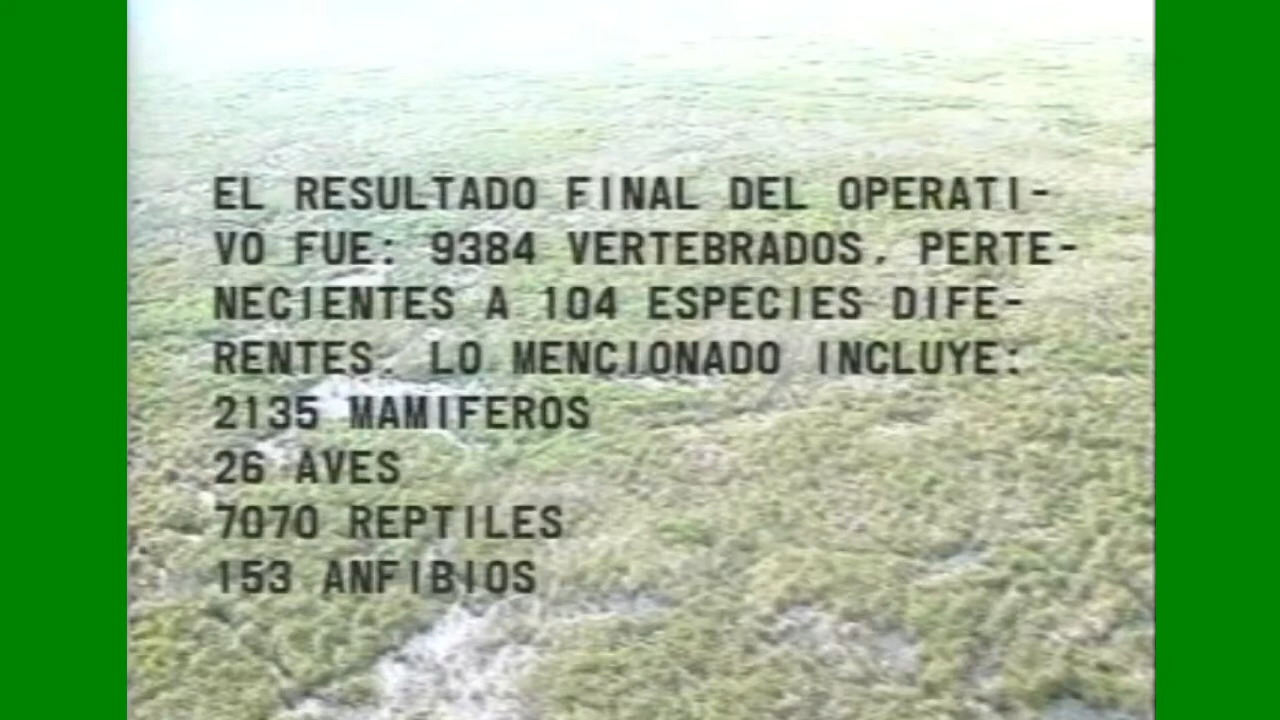 EL RESULTADO FINAL DEL OPERATI-
VO FUE: 9384 VERTEBRADOS. PERTE-
NECIENTES A 104 ESPECIES DIFE-
RENTES. LO MENCIONADO INCLUYE:
2135 MAMIFEROS
26 AVES
7070 REPTILES
153 ANFIBIOS